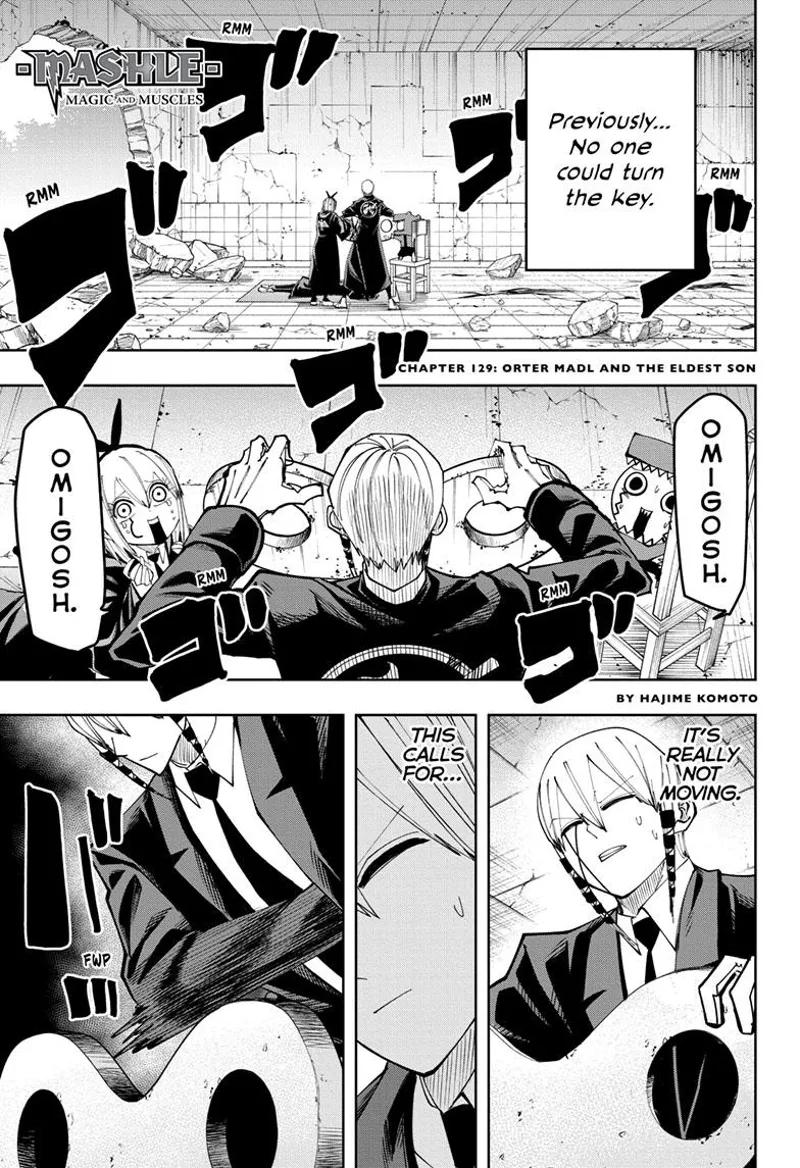 -MASHLE-
MAGIC AND MUSCLES
Previously...
No one
could turn
the key.
RMM
RMM
RMM
RMM
RMM
ゴ
ゴ
ゴ
ゴ
CHAPTER 129: ORTER MADL AND THE ELDEST SON
OMIGOSH.
OMIGOSH.
RMM
RMM
ゴ
ゴ
BY HAJIME KOMOTO
IT'S
REALLY
NOT
MOVING.
THIS
CALLS
FOR...
FWP
バッ